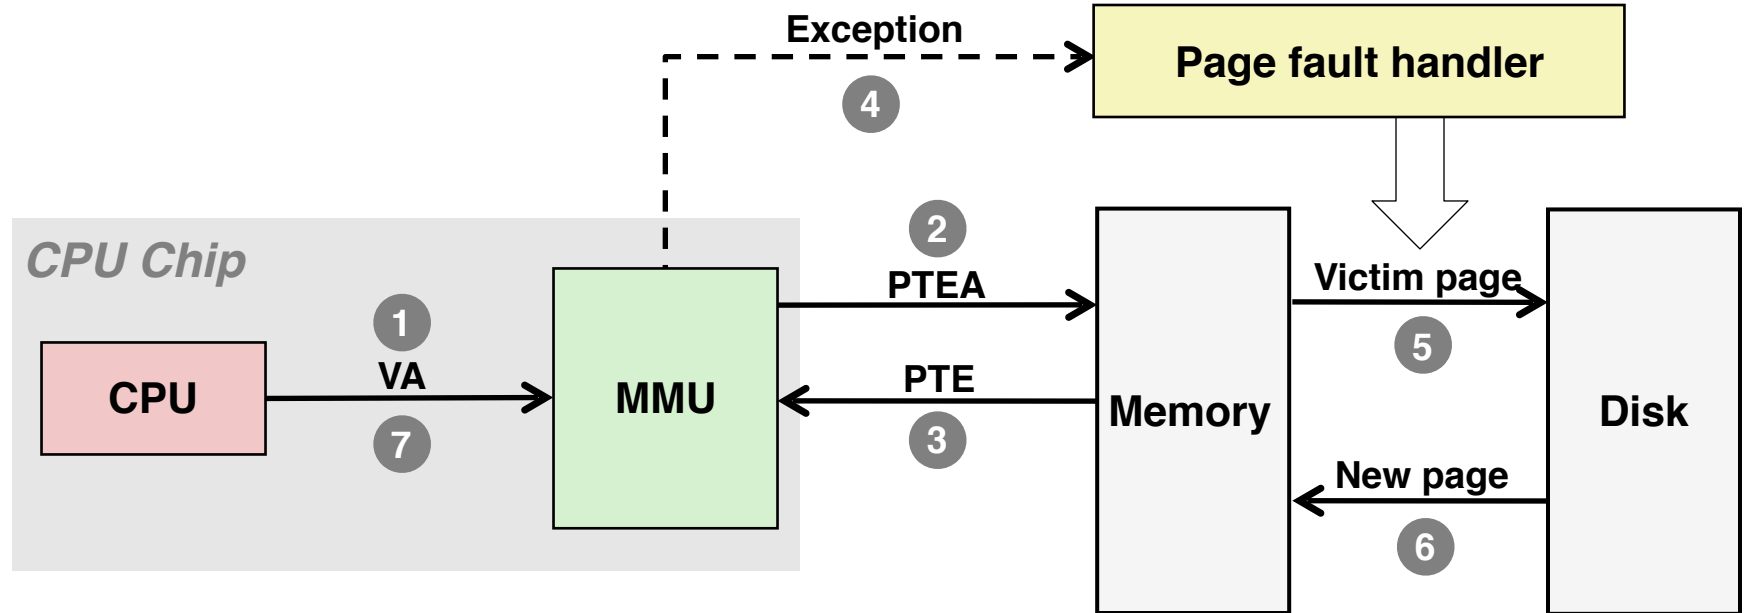 Exception
Page fault handler
4
2
CPU Chip
PTEA
Victim page
1
5
VA
PTE
CPU
MMU
Memory
Disk
7
3
New page
6